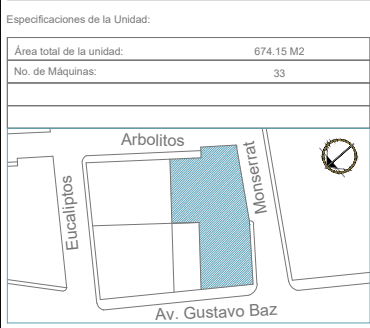 Especificaciones de la Unidad:
Área total de la unidad: 674.15 M2
No. de Máquinas: 33
Arbolitos
Eucaliptos
Monserrat
Av. Gustavo Baz